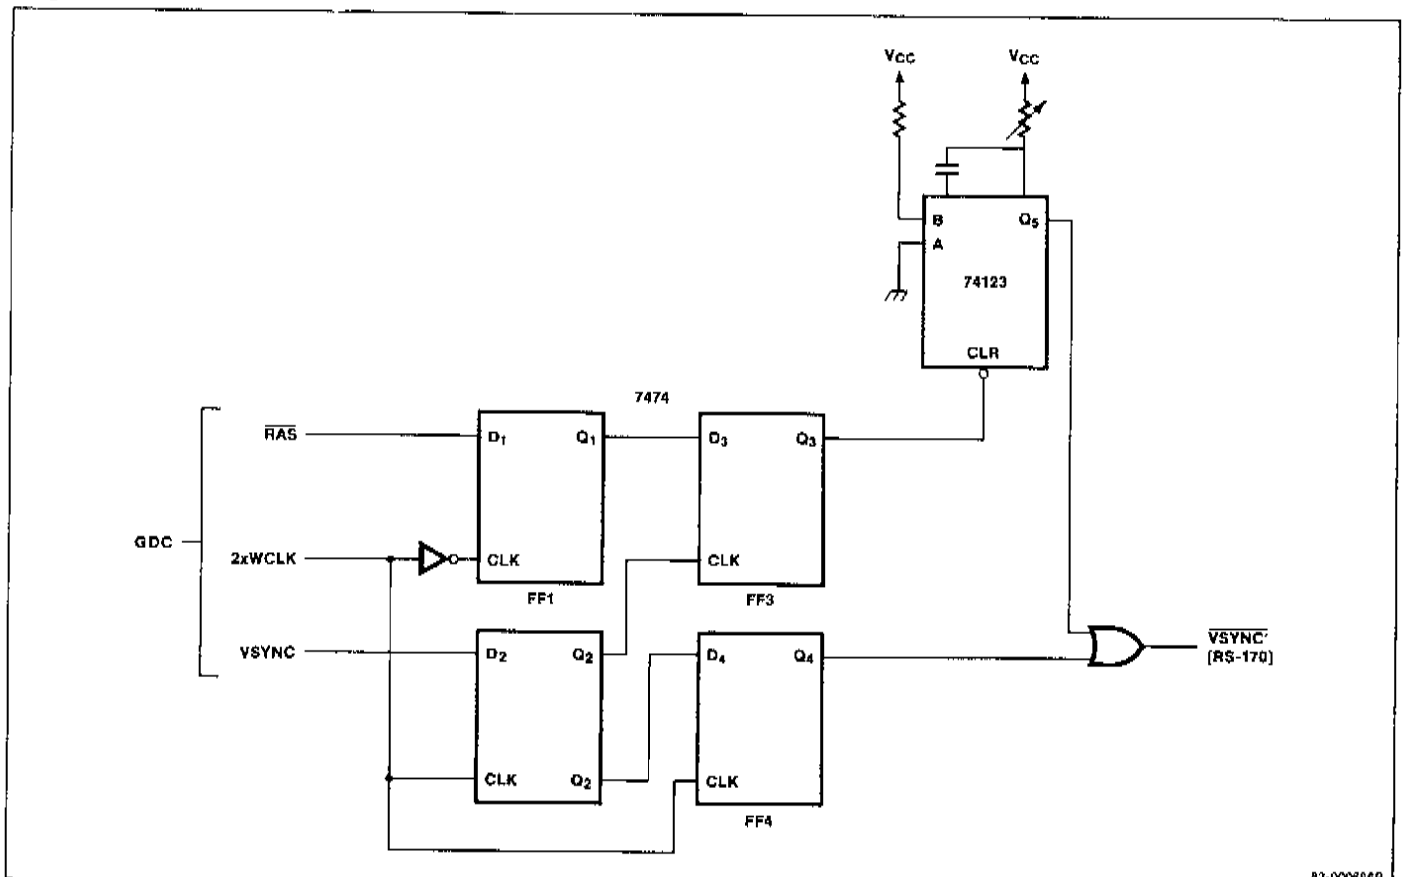 VCC VCC
B Q5
A
74123
CLR
7474
RAS D1 Q1 D3 Q3
GDC
2xWCLK CLK CLK
FF1 FF3
VSYNC D2 Q2 D4 Q4
VSYNC'
[RS-170]
CLK Q2 CLK
FF4